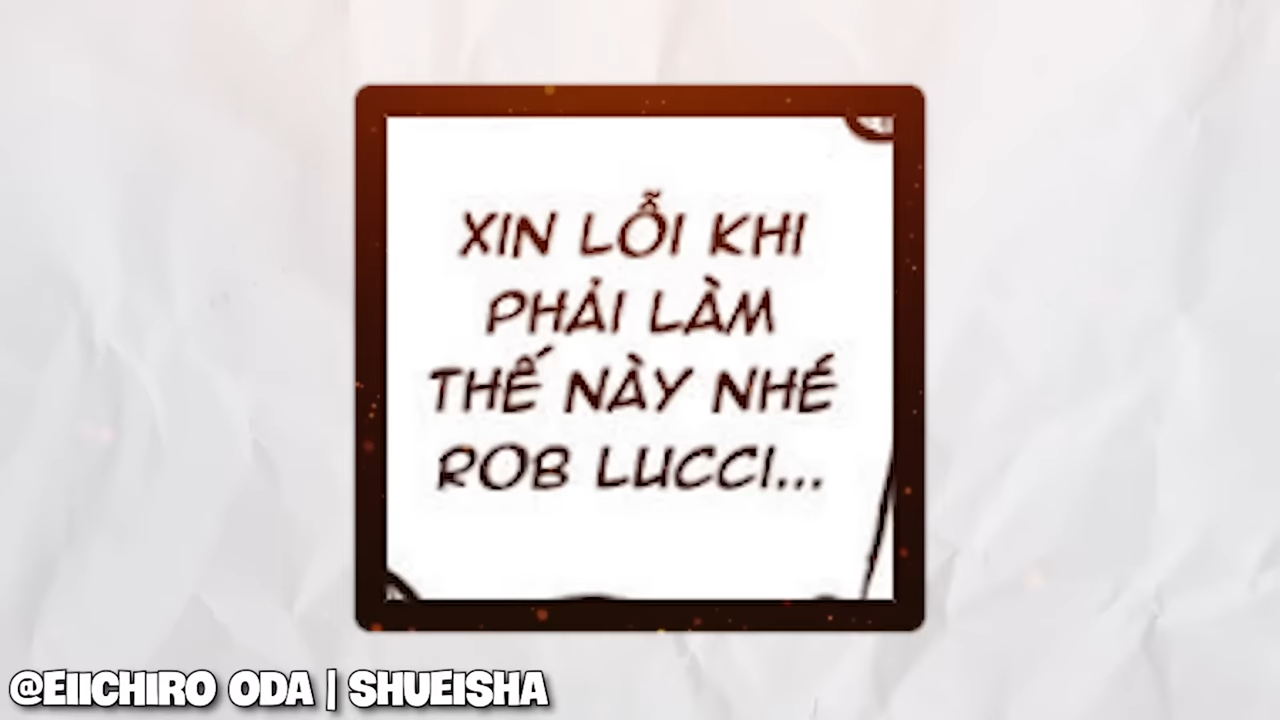 XIN LỖI KHI
PHẢI LÀM
THẾ NÀY NHÉ
ROB LUCCI...
@EIICHIRO ODA | SHUEISHA